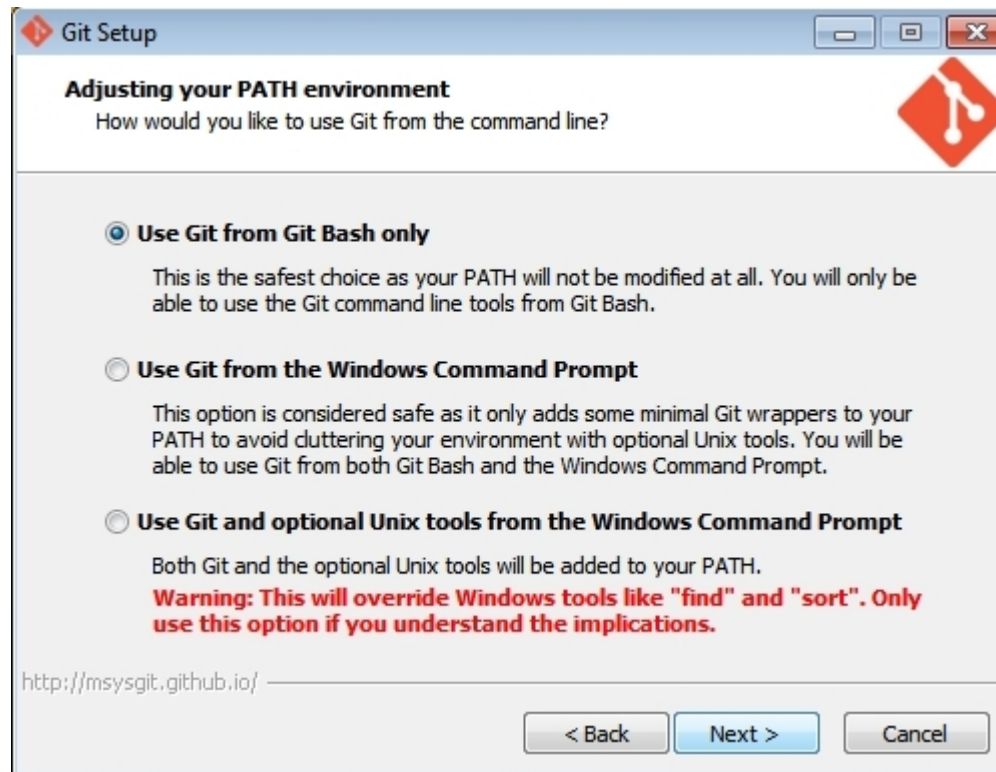 Git Setup
Adjusting your PATH environment
How would you like to use Git from the command line?
Use Git from Git Bash only
This is the safest choice as your PATH will not be modified at all. You will only be
able to use the Git command line tools from Git Bash.
Use Git from the Windows Command Prompt
This option is considered safe as it only adds some minimal Git wrappers to your
PATH to avoid cluttering your environment with optional Unix tools. You will be
able to use Git from both Git Bash and the Windows Command Prompt.
Use Git and optional Unix tools from the Windows Command Prompt
Both Git and the optional Unix tools will be added to your PATH.
Warning: This will override Windows tools like "find" and "sort". Only
use this option if you understand the implications.
http://msysgit.github.io/
< Back Next > Cancel